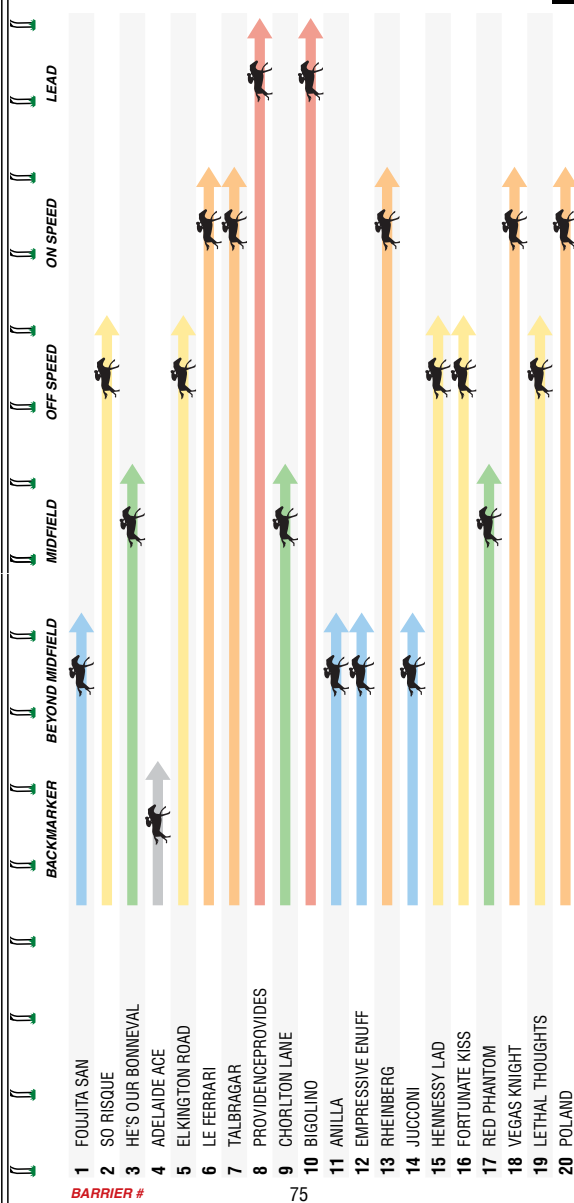 LEAD
ON SPEED
OFF SPEED
MIDFIELD
BEYOND MIDFIELD
BACKMARKER
1 FOUJITA SAN
2 SO RISQUE
3 HE'S OUR BONNEVAL
4 ADELAIDE ACE
5 ELKINGTON ROAD
6 LE FERRARI
7 TALBRAGAR
8 PROVIDENCEPROVIDES
9 CHORLTON LANE
10 BIGOLINO
11 ANILLA
12 EMPRESSIVE ENUFF
13 RHEINBERG
14 JUCCONI
15 HENNESSY LAD
16 FORTUNATE KISS
17 RED PHANTOM
18 VEGAS KNIGHT
19 LETHAL THOUGHTS
20 POLAND
BARRIER #
75